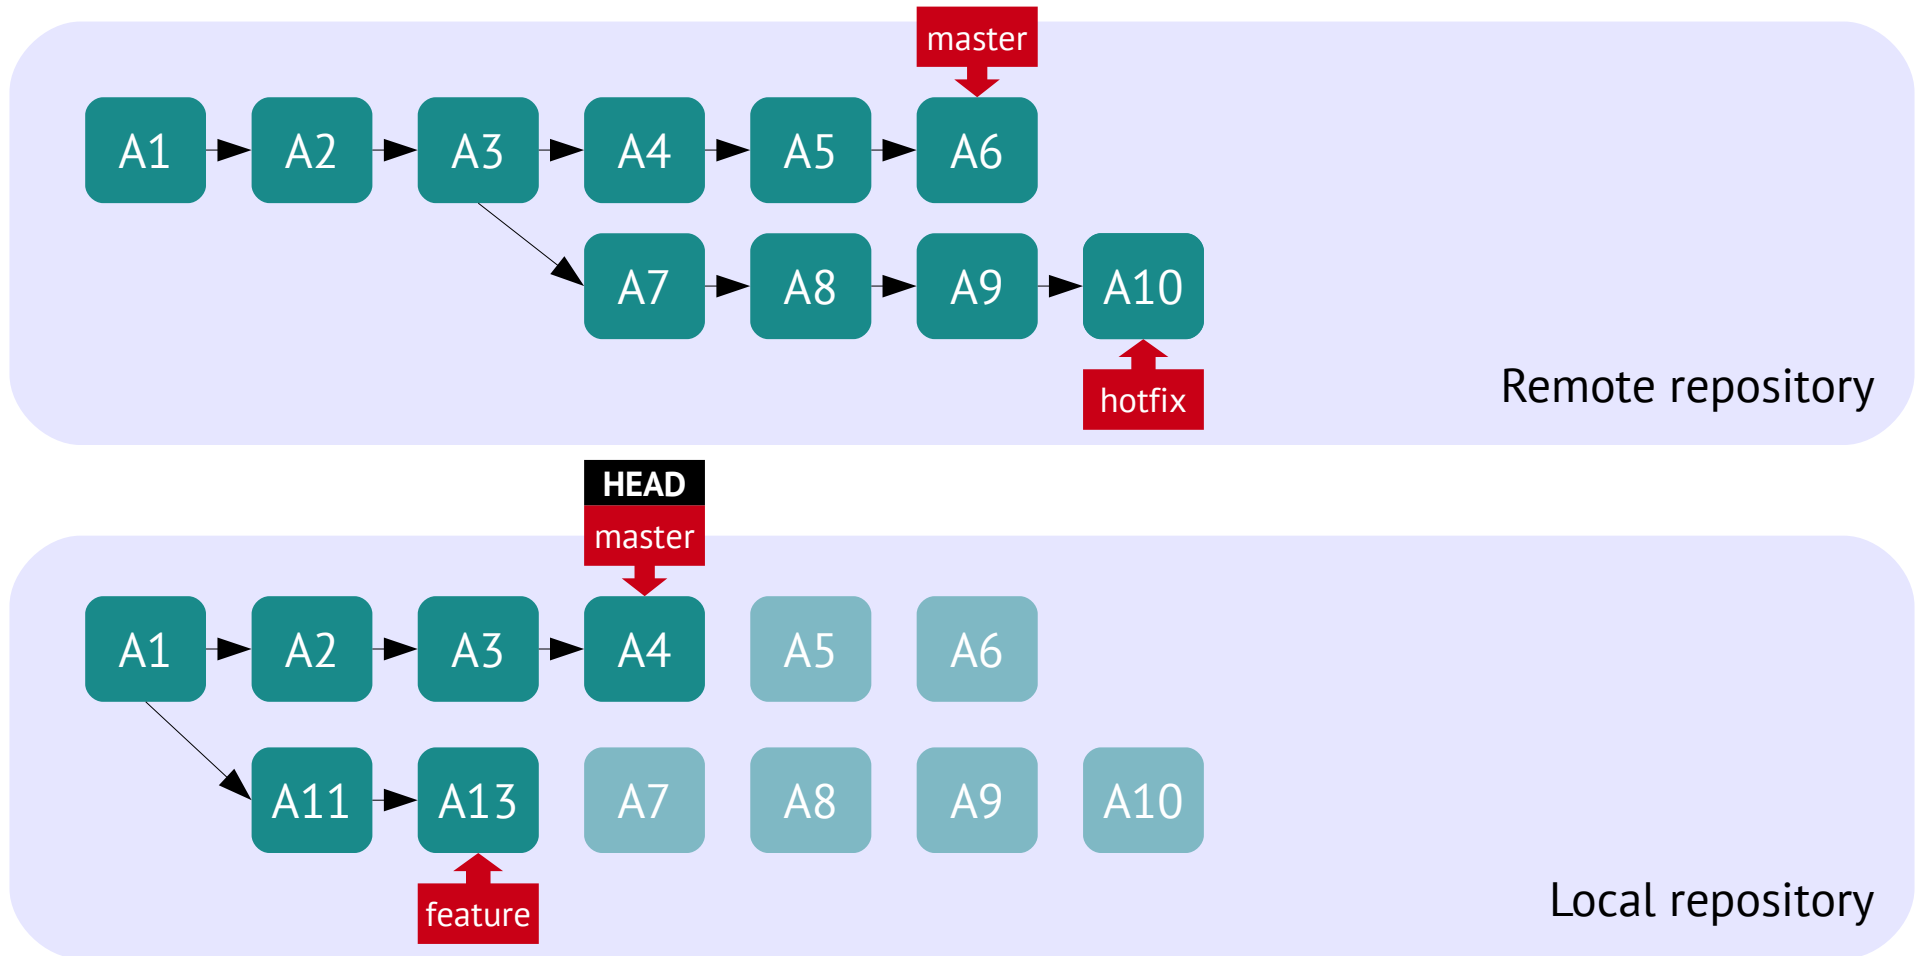 master
A1 A2 A3 A4 A5 A6
A7 A8 A9 A10
hotfix
Remote repository
HEAD
master
A1 A2 A3 A4 A5 A6
A11 A13 A7 A8 A9 A10
feature
Local repository